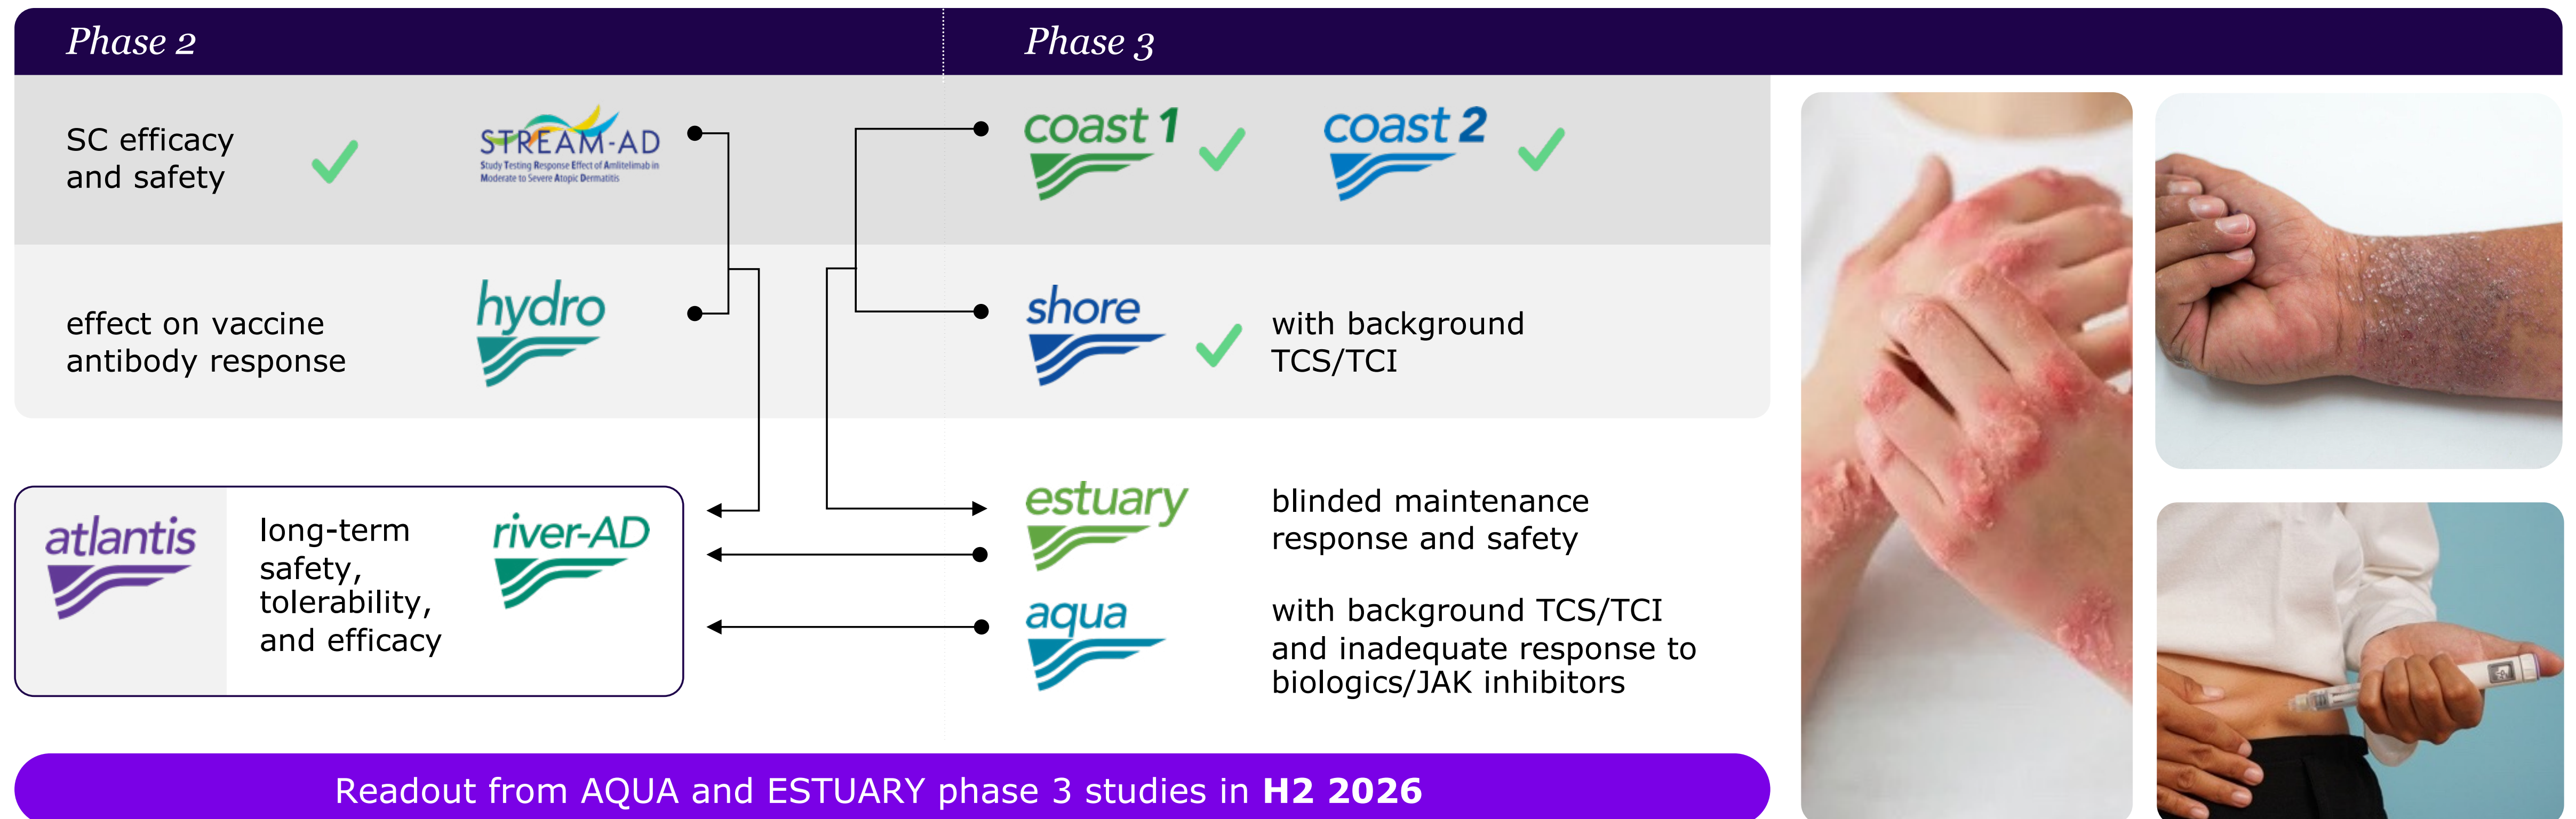 Phase 2
Phase 3
SC efficacy
and safety
STREAM-AD
Study Testing Response Effect of Amlitelimab in
Moderate to Severe Atopic Dermatitis
coast 1
coast 2
effect on vaccine
antibody response
hydro
shore
with background
TCS/TCI
atlantis
long-term
safety,
tolerability,
and efficacy
river-AD
estuary
blinded maintenance
response and safety
aqua
with background TCS/TCI
and inadequate response to
biologics/JAK inhibitors
Readout from AQUA and ESTUARY phase 3 studies in H2 2026